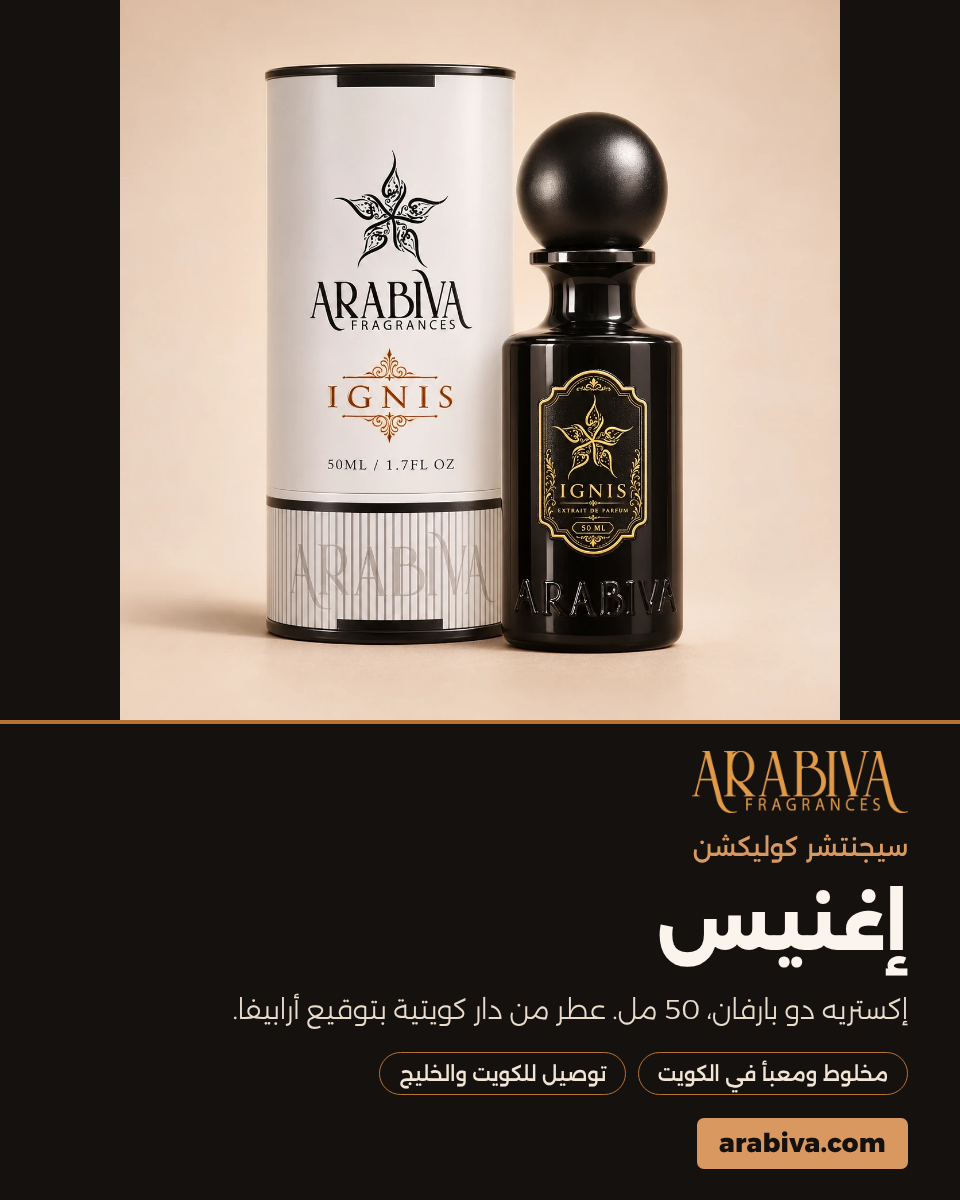 ARABIVA
FRAGRANCES
IGNIS
50ML / 1.7FL OZ
ARABIVA
IGNIS
EXTRAIT DE PARFUM
50 ML
ARABIVA
ARABIVA
FRAGRANCES
سيجنتشر كوليكشن
إغنيس
إكستريه دو بارفان، 50 مل. عطر من دار كويتية بتوقيع أرابيفا.
مخلوط ومعبأ في الكويت
توصيل للكويت والخليج
arabiva.com